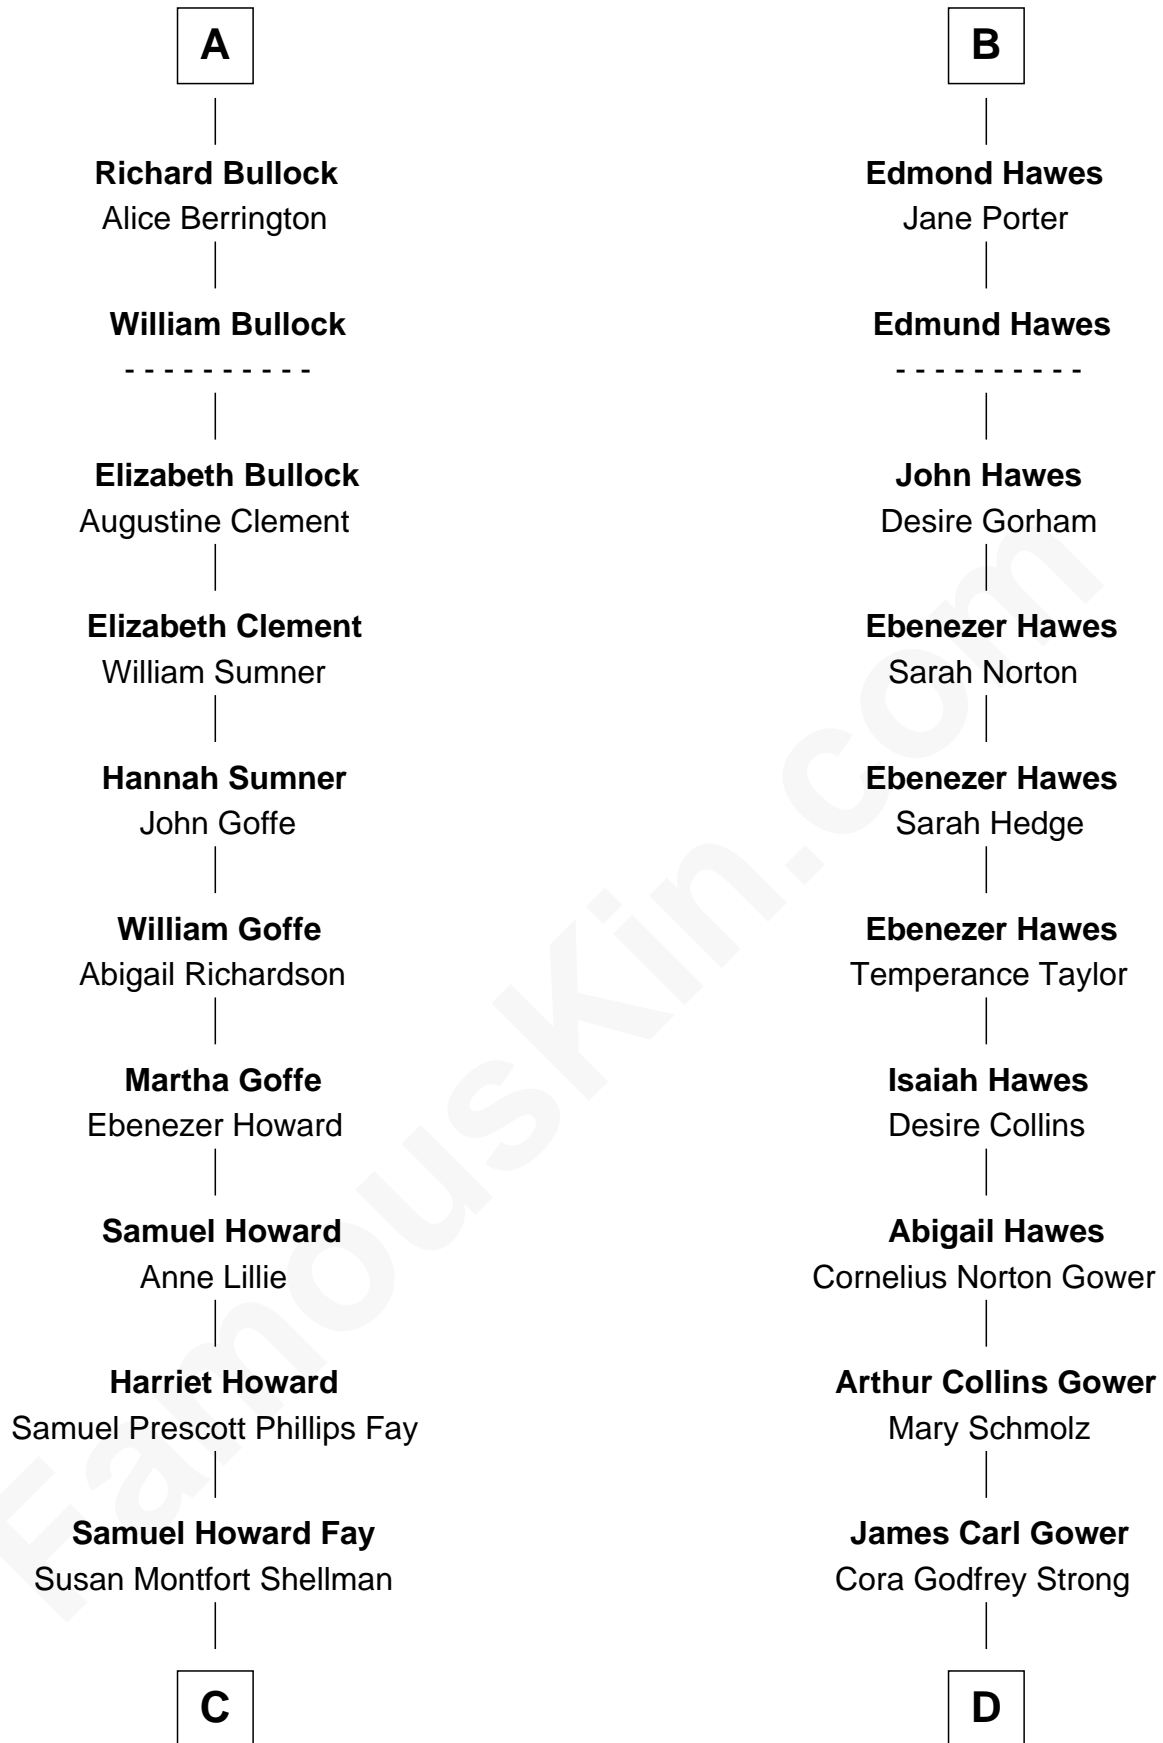 A
Richard Bullock
Alice Berrington
William Bullock
- - - - - - - - - -
Elizabeth Bullock
Augustine Clement
Elizabeth Clement
William Sumner
Hannah Sumner
John Goffe
William Goffe
Abigail Richardson
Martha Goffe
Ebenezer Howard
Samuel Howard
Anne Lillie
Harriet Howard
Samuel Prescott Phillips Fay
Samuel Howard Fay
Susan Montfort Shellman
C
B
Edmond Hawes
Jane Porter
Edmund Hawes
- - - - - - - - - -
John Hawes
Desire Gorham
Ebenezer Hawes
Sarah Norton
Ebenezer Hawes
Sarah Hedge
Ebenezer Hawes
Temperance Taylor
Isaiah Hawes
Desire Collins
Abigail Hawes
Cornelius Norton Gower
Arthur Collins Gower
Mary Schmolz
James Carl Gower
Cora Godfrey Strong
D
FamousKin.com